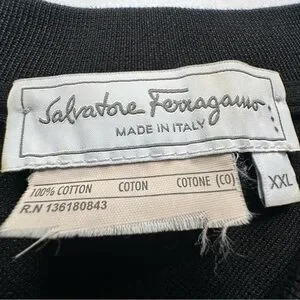 Salvatore Ferragamo
MADE IN ITALY
100% COTTON COTON COTONE (CO)
R.N 136180843
XXL